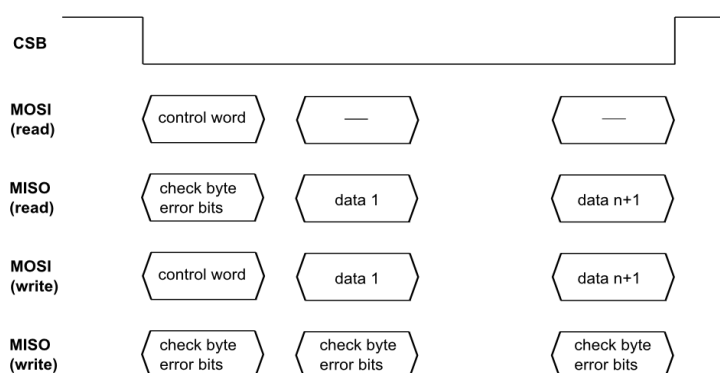 CSB
MOSI
(read)
control word
—
—
MISO
(read)
check byte
error bits
data 1
data n+1
MOSI
(write)
control word
data 1
data n+1
MISO
(write)
check byte
error bits
check byte
error bits
check byte
error bits